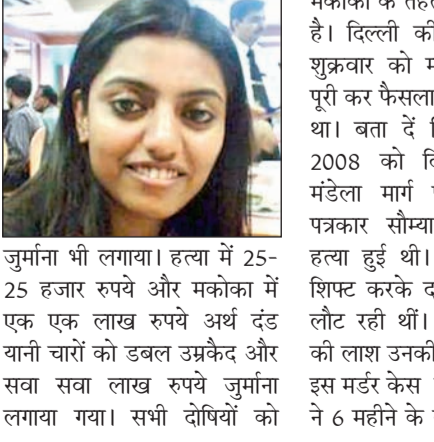 जुर्माना भी लगाया। हत्या में 25-
25 हजार रुपये और मकोका में
एक एक लाख रुपये अर्थ दंड
यानी चारों को डबल उम्रकैद और
सवा सवा लाख रुपये जुर्माना
लगाया गया। सभी दोषियों को
मकोका के तहत
है। दिल्ली की
शुक्रवार को
पूरी कर फैसला
था। बता दें
2008 को
मंडेला मार्ग
पत्रकार सौम्या
हत्या हुई थी।
शिफ्ट करके
लौट रही थीं।
की लाश उनकी
इस मर्डर केस
ने 6 महीने के